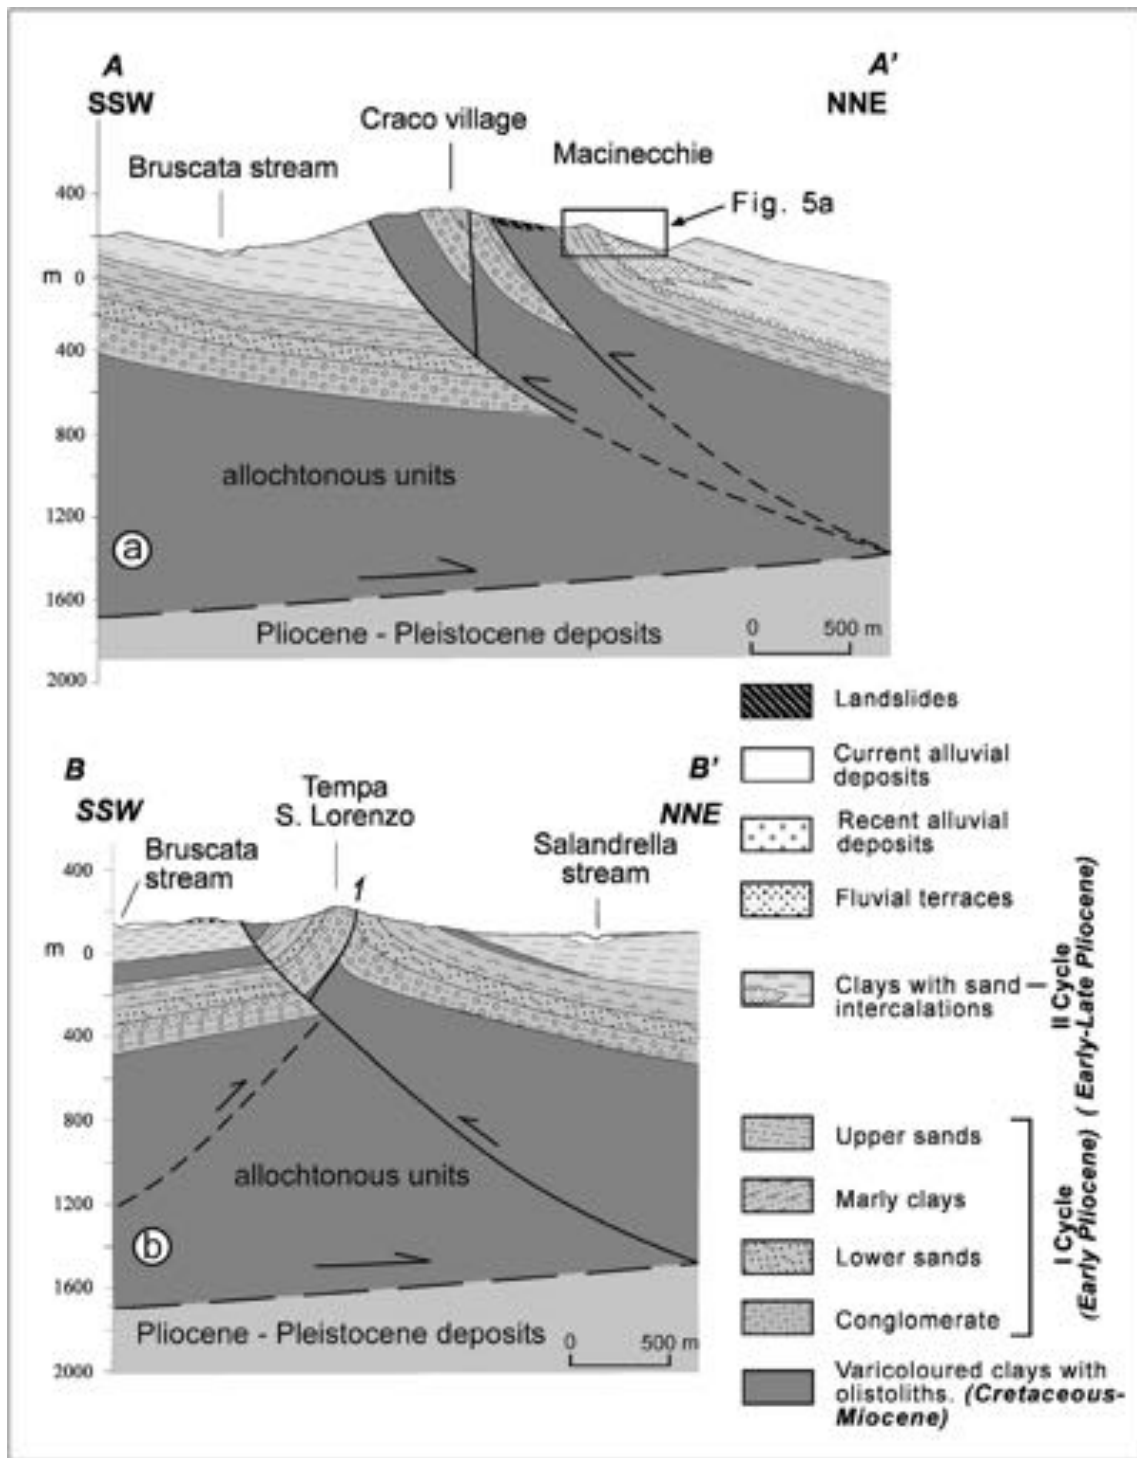 A
SSW
A'
NNE
Craco village
Macinecchie
Bruscata stream
Fig. 5a
400
m 0
400
800
1200
1600
2000
allochtonous units
a
Pliocene - Pleistocene deposits
0 500 m
B
SSW
B'
NNE
Tempa
S. Lorenzo
1
Bruscata
stream
Salandrella
stream
400
m 0
400
800
1200
1600
2000
allochtonous units
b
Pliocene - Pleistocene deposits
0 500 m
Landslides
Current alluvial
deposits
Recent alluvial
deposits
Fluvial terraces
Clays with sand
intercalations
II Cycle
(Early-Late Pliocene)
Upper sands
Marly clays
Lower sands
Conglomerate
I Cycle
(Early Pliocene)
Varicoloured clays with
olistoliths. (Cretaceous-
Miocene)